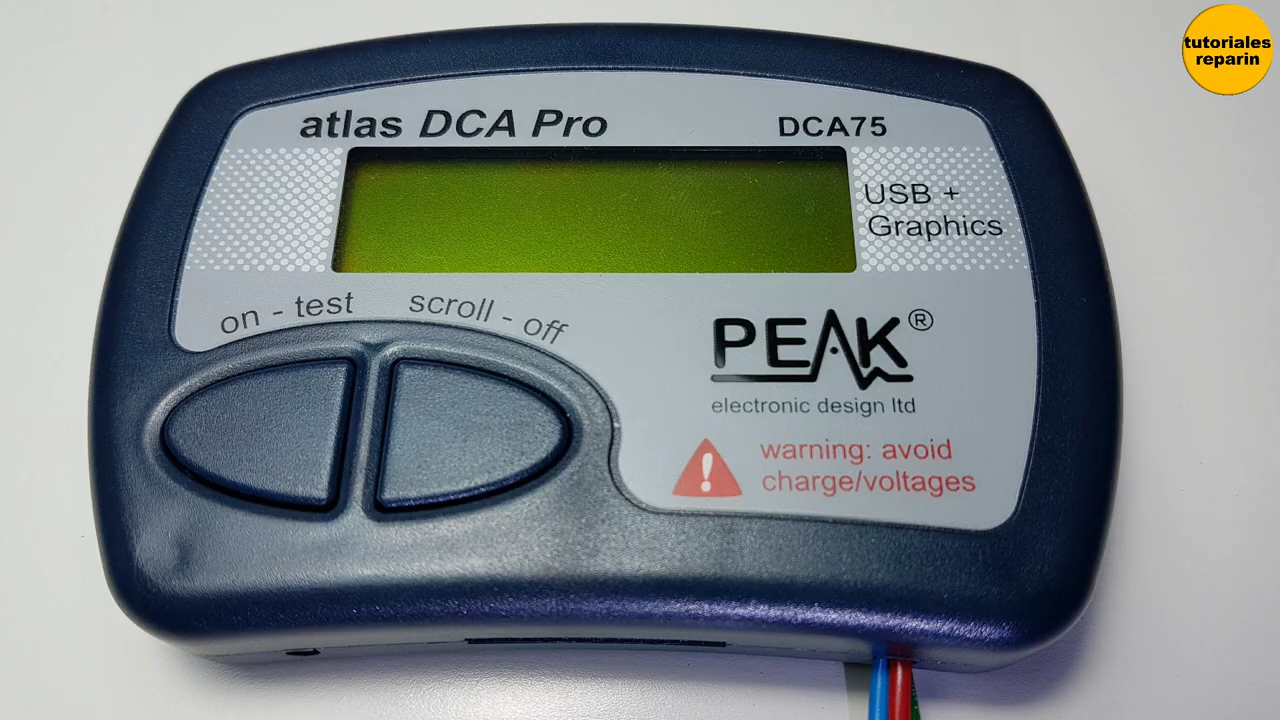 tutoriales
reparin
atlas DCA Pro
DCA75
USB +
Graphics
on - test
scroll - off
PEAK®
electronic design ltd
warning: avoid
charge/voltages